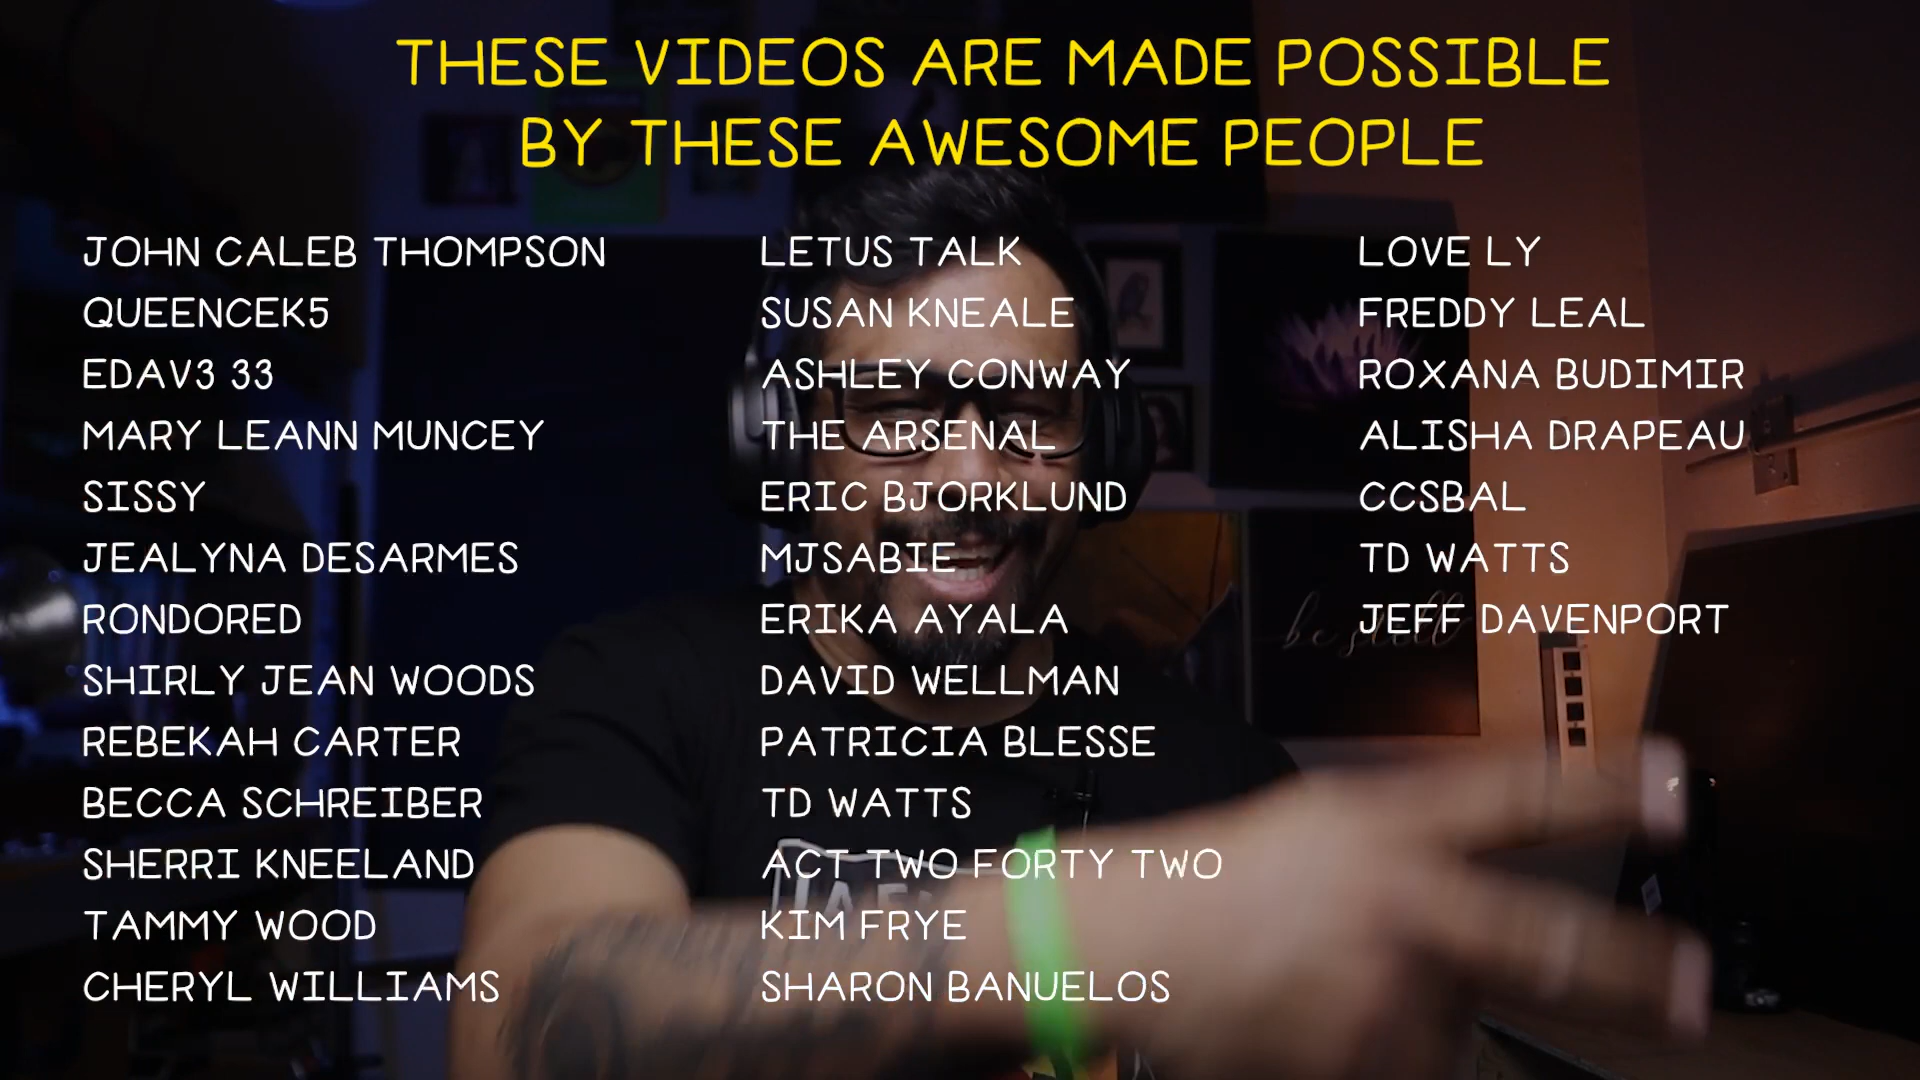 THESE VIDEOS ARE MADE POSSIBLE
BY THESE AWESOME PEOPLE
JOHN CALEB THOMPSON
QUEENCEK5
EDAV3 33
MARY LEANN MUNCEY
SISSY
JEALYNA DESARMES
RONDORED
SHIRLY JEAN WOODS
REBEKAH CARTER
BECCA SCHREIBER
SHERRI KNEELAND
TAMMY WOOD
CHERYL WILLIAMS
LETUS TALK
SUSAN KNEALE
ASHLEY CONWAY
THE ARSENAL
ERIC BJORKLUND
MJSABIE
ERIKA AYALA
DAVID WELLMAN
PATRICIA BLESSE
TD WATTS
ACT TWO FORTY TWO
KIM FRYE
SHARON BANUELOS
LOVE LY
FREDDY LEAL
ROXANA BUDIMIR
ALISHA DRAPEAU
CCSBAL
TD WATTS
JEFF DAVENPORT
be still